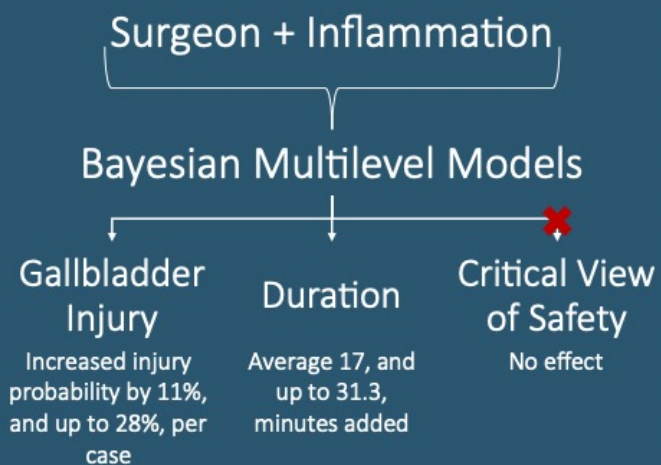 Surgeon + Inflammation
Bayesian Multilevel Models
Gallbladder
Injury
Increased injury
probability by 11%,
and up to 28%, per
case
Duration
Average 17, and
up to 31.3,
minutes added
Critical View
of Safety
No effect